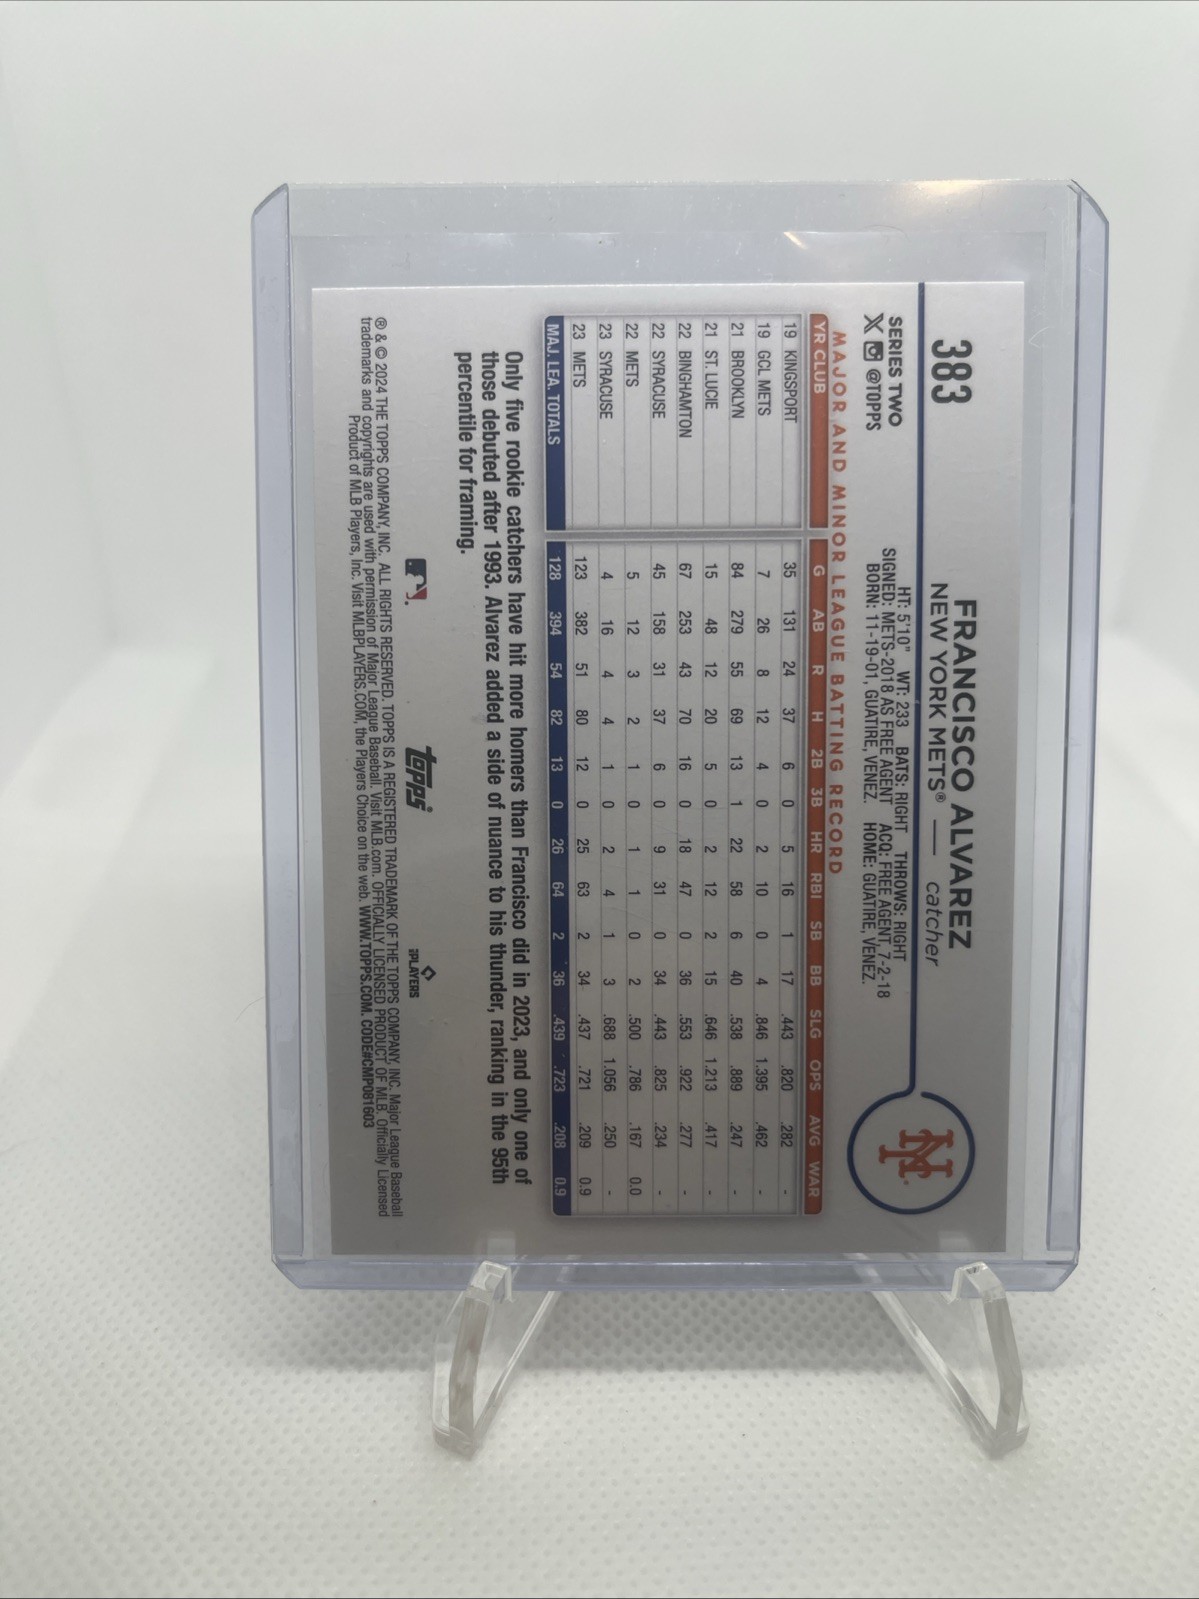 383
FRANCISCO ALVAREZ
NEW YORK METS® — catcher
SERIES TWO
@TOPPS
HT: 5'10" WT: 233 BATS: RIGHT THROWS: RIGHT
SIGNED: METS-2018 AS FREE AGENT ACQ: FREE AGENT, 7-2-18
BORN: 11-19-01, GUATIRE, VENEZ. HOME: GUATIRE, VENEZ.
MAJOR AND MINOR LEAGUE BATTING RECORD
YR CLUB G AB R H 2B 3B HR RBI SB BB SLG OPS AVG WAR
19 KINGSPORT 35 131 24 37 6 0 5 16 1 17 .443 .820 .282 -
19 GCL METS 7 26 8 12 4 0 2 10 0 4 .846 1.395 .462 -
21 BROOKLYN 84 279 55 69 13 1 22 58 6 40 .538 .889 .247 -
21 ST. LUCIE 15 48 12 20 5 0 2 12 2 15 .646 1.213 .417 -
22 BINGHAMTON 67 253 43 70 16 0 18 47 0 36 .553 .922 .277 -
22 SYRACUSE 45 158 31 37 6 0 9 31 0 34 .443 .825 .234 -
22 METS 5 12 3 2 1 0 1 1 0 2 .500 .786 .167 0.0
23 SYRACUSE 4 16 4 4 1 0 2 4 1 3 .688 1.056 .250 -
23 METS 123 382 51 80 12 0 25 63 2 34 .437 .721 .209 0.9
MAJ. LEA. TOTALS 128 394 54 82 13 0 26 64 2 36 .439 .723 .208 0.9
Only five rookie catchers have hit more homers than Francisco did in 2023, and only one of
those debuted after 1993. Alvarez added a side of nuance to his thunder, ranking in the 95th
percentile for framing.
topps
PLAYERS
® & © 2024 THE TOPPS COMPANY, INC. ALL RIGHTS RESERVED. TOPPS IS A REGISTERED TRADEMARK OF THE TOPPS COMPANY, INC. Major League Baseball
trademarks and copyrights are used with permission of Major League Baseball. Visit MLB.com. OFFICIALLY LICENSED PRODUCT OF MLB. Officially Licensed
Product of MLB Players, Inc. Visit MLBPLAYERS.COM, the Players Choice on the web. WWW.TOPPS.COM. CODE#CMP081603